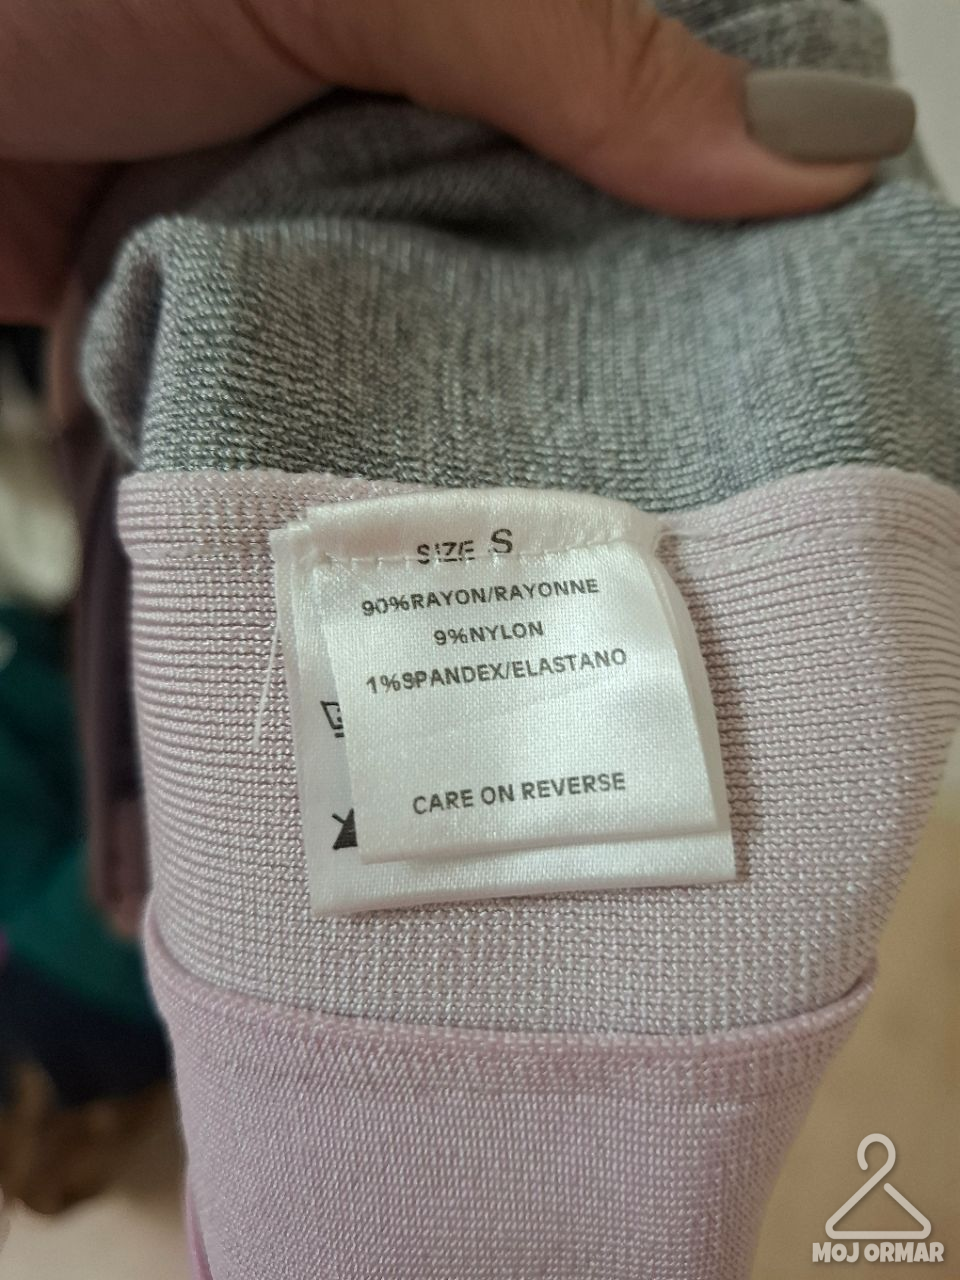 SIZE S
90%RAYON/RAYONNE
9%NYLON
1%SPANDEX/ELASTANO
CARE ON REVERSE
MOJ ORMAR